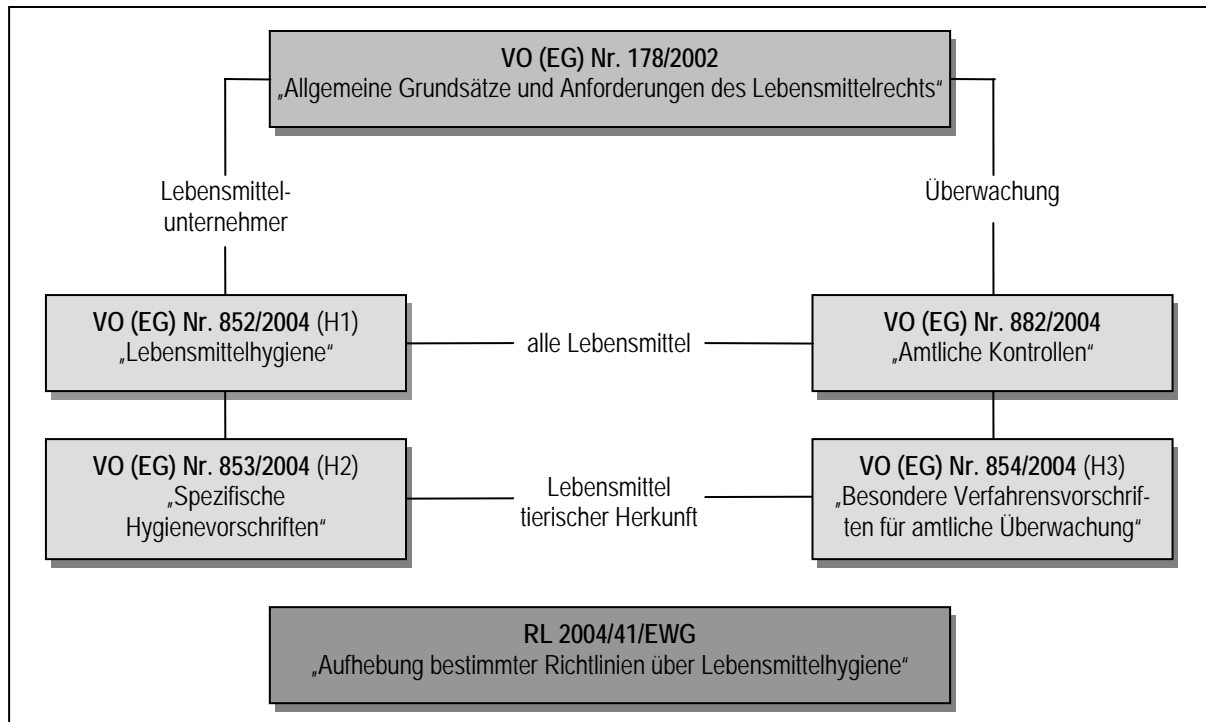 VO (EG) Nr. 178/2002
„Allgemeine Grundsätze und Anforderungen des Lebensmittelrechts“
Lebensmittel-
unternehmer
Überwachung
VO (EG) Nr. 852/2004 (H1)
„Lebensmittelhygiene“
alle Lebensmittel
VO (EG) Nr. 882/2004
„Amtliche Kontrollen“
VO (EG) Nr. 853/2004 (H2)
„Spezifische
Hygienevorschriften“
Lebensmittel
tierischer Herkunft
VO (EG) Nr. 854/2004 (H3)
„Besondere Verfahrensvorschrif-
ten für amtliche Überwachung“
RL 2004/41/EWG
„Aufhebung bestimmter Richtlinien über Lebensmittelhygiene“